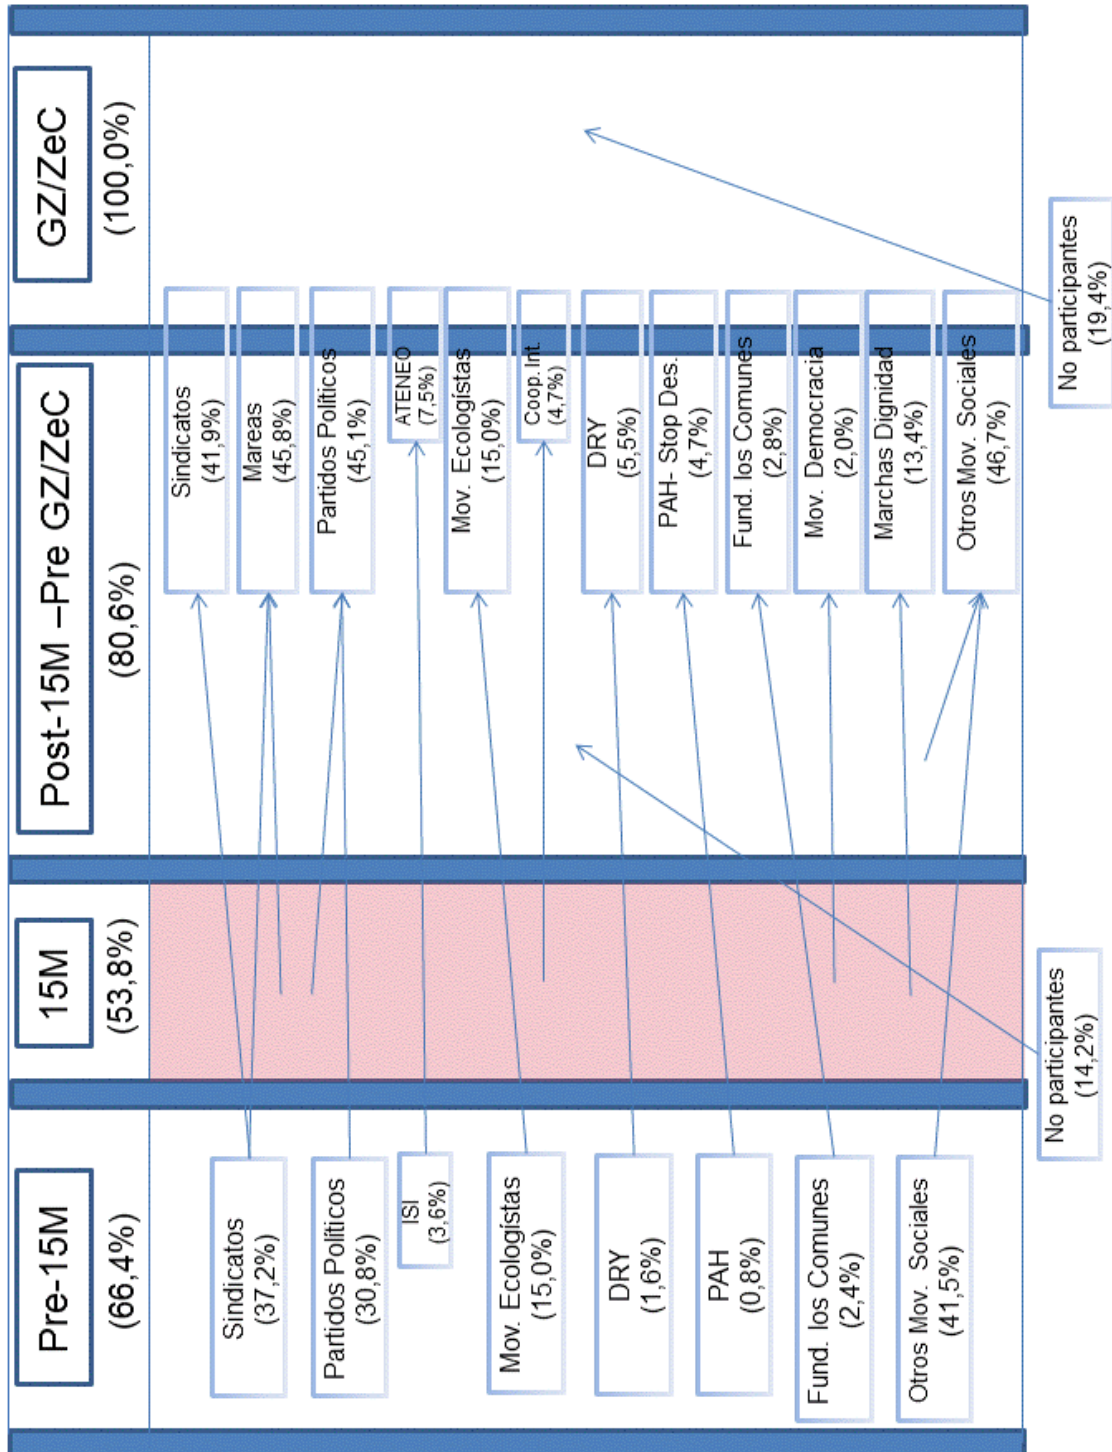 Pre-15M
(66,4%)
15M
(53,8%)
Post-15M –Pre GZ/ZeC
(80,6%)
GZ/ZeC
(100,0%)
Sindicatos
(37,2%)
Partidos Políticos
(30,8%)
ISI
(3,6%)
Mov. Ecologístas
(15,0%)
DRY
(1,6%)
PAH
(0,8%)
Fund. los Comunes
(2,4%)
Otros Mov. Sociales
(41,5%)
Sindicatos
(41,9%)
Mareas
(45,8%)
Partidos Políticos
(45,1%)
ATENEO
(7,5%)
Mov. Ecologístas
(15,0%)
Coop.Int.
(4,7%)
DRY
(5,5%)
PAH- Stop Des.
(4,7%)
Fund. los Comunes
(2,8%)
Mov. Democracia
(2,0%)
Marchas Dignidad
(13,4%)
Otros Mov. Sociales
(46,7%)
No participantes
(14,2%)
No participantes
(19,4%)